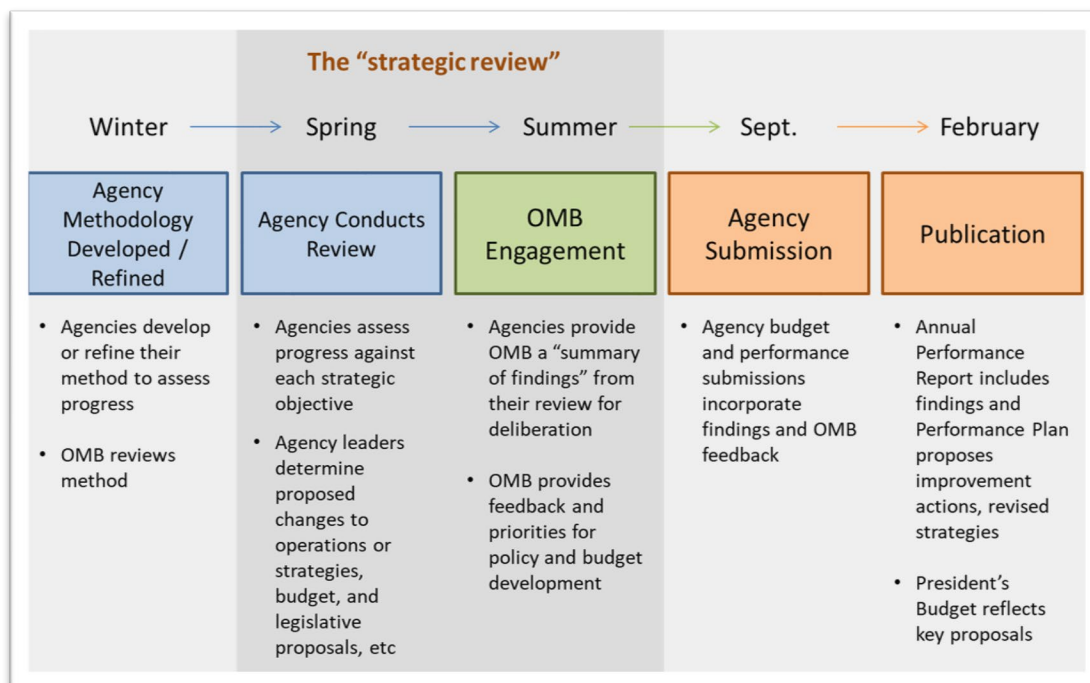 The “strategic review”
Winter
Spring
Summer
Sept.
February
Agency
Methodology
Developed /
Refined
Agency Conducts
Review
OMB
Engagement
Agency
Submission
Publication
• Agencies develop
or refine their
method to assess
progress
• OMB reviews
method
• Agencies assess
progress against
each strategic
objective
• Agency leaders
determine
proposed
changes to
operations or
strategies,
budget, and
legislative
proposals, etc
• Agencies provide
OMB a “summary
of findings” from
their review for
deliberation
• OMB provides
feedback and
priorities for
policy and budget
development
• Agency budget
and performance
submissions
incorporate
findings and OMB
feedback
• Annual
Performance
Report includes
findings and
Performance Plan
proposes
improvement
actions, revised
strategies
• President’s
Budget reflects
key proposals